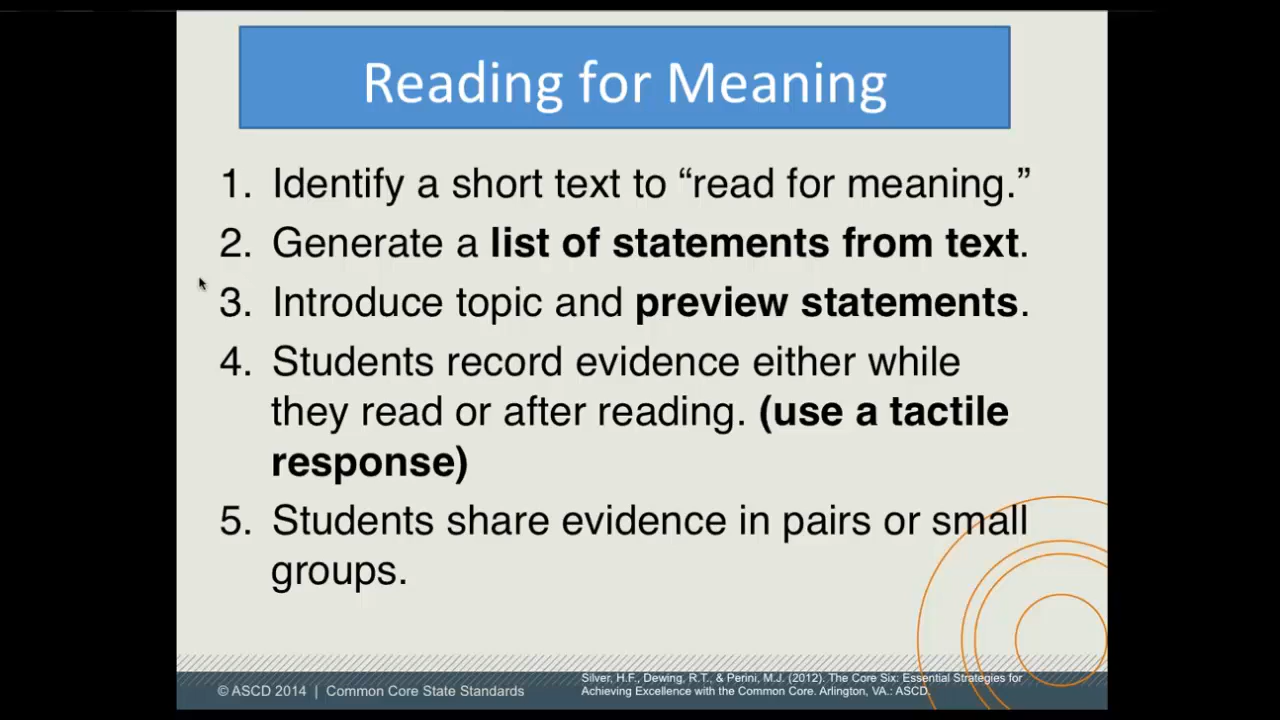 Reading for Meaning
1. Identify a short text to “read for meaning.”
2. Generate a list of statements from text.
3. Introduce topic and preview statements.
4. Students record evidence either while
they read or after reading. (use a tactile
response)
5. Students share evidence in pairs or small
groups.
© ASCD 2014 | Common Core State Standards
Silver, H.F., Dewing, R.T., & Perini, M.J. (2012). The Core Six: Essential Strategies for
Achieving Excellence with the Common Core. Arlington, VA.: ASCD.